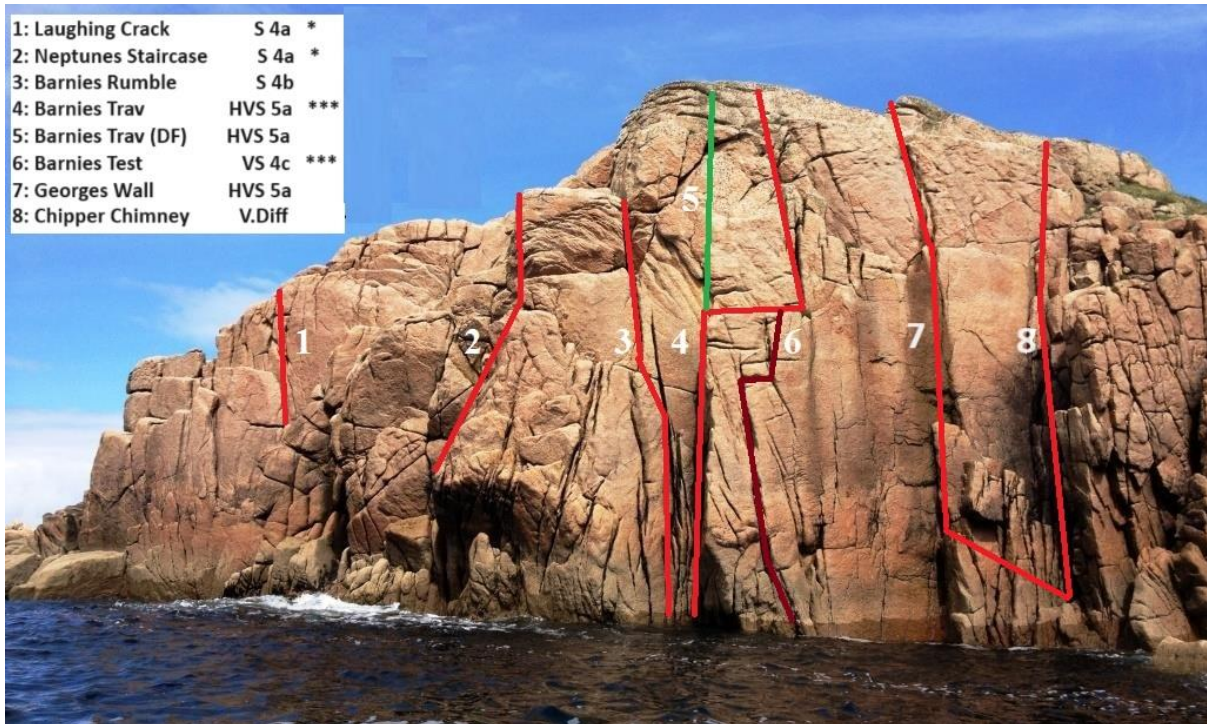 1: Laughing Crack S 4a *
2: Neptunes Staircase S 4a *
3: Barnies Rumble S 4b
4: Barnies Trav HVS 5a ***
5: Barnies Trav (DF) HVS 5a
6: Barnies Test VS 4c ***
7: Georges Wall HVS 5a
8: Chipper Chimney V.Diff
5
1
2
3
4
6
7
8